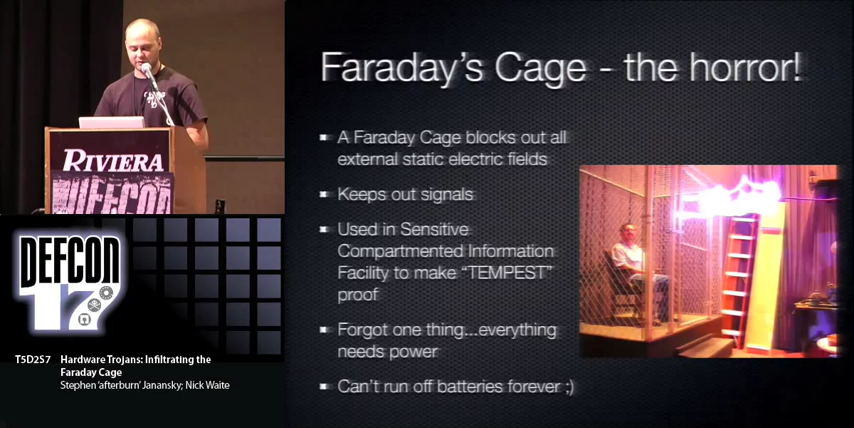 Faraday's Cage - the horror!
A Faraday Cage blocks out all
external static electric fields
Keeps out signals
Used in Sensitive
Compartmented Information
Facility to make "TEMPEST"
proof
Forgot one thing...everything
needs power
Can't run off batteries forever ;)
RIVIERA
DEFCON
DEFCON
17
T5D257 Hardware Trojans: Infiltrating the
Faraday Cage
Stephen 'afterburn' Janansky; Nick Waite